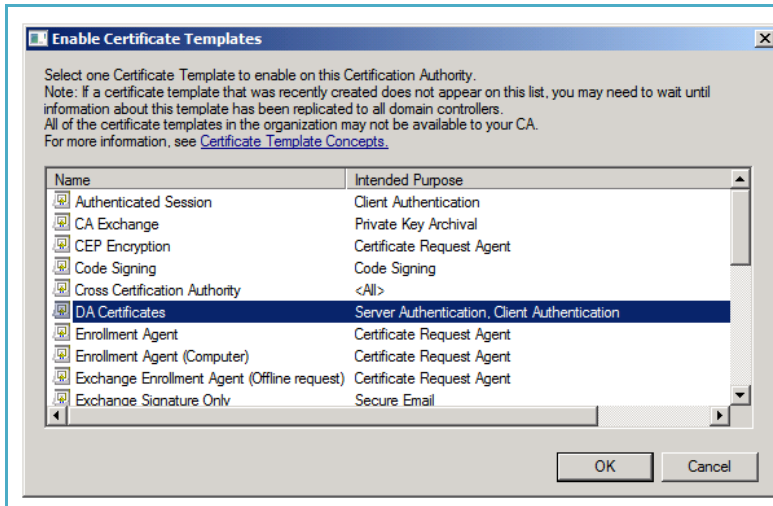 Enable Certificate Templates
Select one Certificate Template to enable on this Certification Authority.
Note: If a certificate template that was recently created does not appear on this list, you may need to wait until
information about this template has been replicated to all domain controllers.
All of the certificate templates in the organization may not be available to your CA.
For more information, see Certificate Template Concepts.
Name Intended Purpose
Authenticated Session Client Authentication
CA Exchange Private Key Archival
CEP Encryption Certificate Request Agent
Code Signing Code Signing
Cross Certification Authority <All>
DA Certificates Server Authentication, Client Authentication
Enrollment Agent Certificate Request Agent
Enrollment Agent (Computer) Certificate Request Agent
Exchange Enrollment Agent (Offline request) Certificate Request Agent
Exchange Signature Only Secure Email
OK Cancel